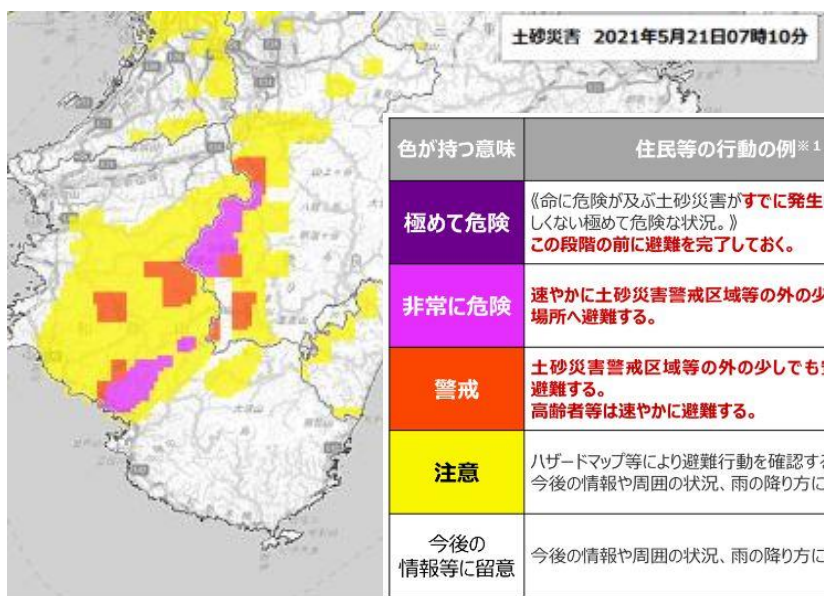 土砂災害 2021年5月21日07時10分
色が持つ意味
住民等の行動の例※1
極めて危険
《命に危険が及ぶ土砂災害がすでに発生
しくない極めて危険な状況。》
この段階の前に避難を完了しておく。
非常に危険
速やかに土砂災害警戒区域等の外の少
場所へ避難する。
警戒
土砂災害警戒区域等の外の少しでも
避難する。
高齢者等は速やかに避難する。
注意
ハザードマップ等により避難行動を確認する
今後の情報や周囲の状況、雨の降り方に
今後の
情報等に留意
今後の情報や周囲の状況、雨の降り方に